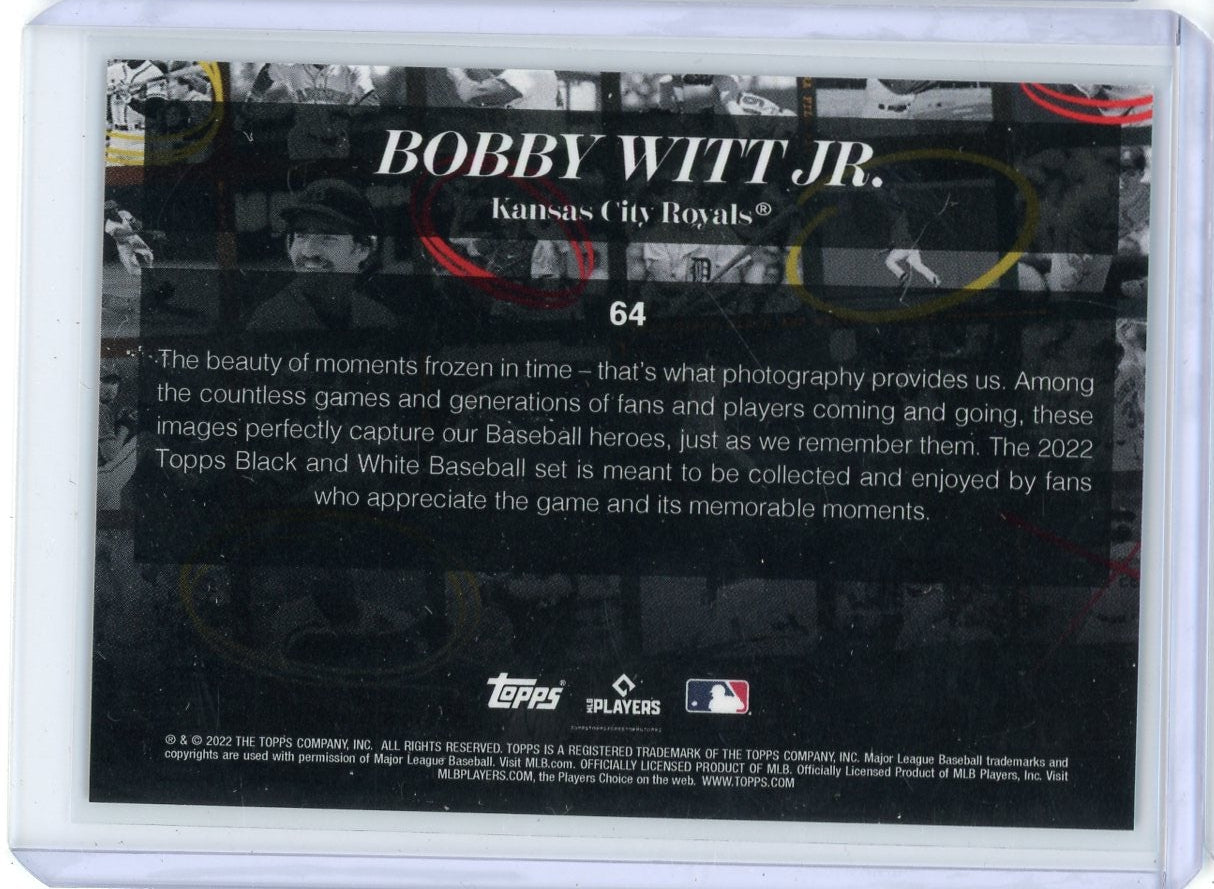 BOBBY WITT JR.
Kansas City Royals®
64
The beauty of moments frozen in time – that's what photography provides us. Among
the countless games and generations of fans and players coming and going, these
images perfectly capture our Baseball heroes, just as we remember them. The 2022
Topps Black and White Baseball set is meant to be collected and enjoyed by fans
who appreciate the game and its memorable moments.
TOPPS® MLB PLAYERS
® & © 2022 THE TOPPS COMPANY, INC. ALL RIGHTS RESERVED. TOPPS IS A REGISTERED TRADEMARK OF THE TOPPS COMPANY, INC. Major League Baseball trademarks and
copyrights are used with permission of Major League Baseball. Visit MLB.com. OFFICIALLY LICENSED PRODUCT OF MLB. Officially Licensed Product of MLB Players, Inc. Visit
MLBPLAYERS.COM, the Players Choice on the web. WWW.TOPPS.COM